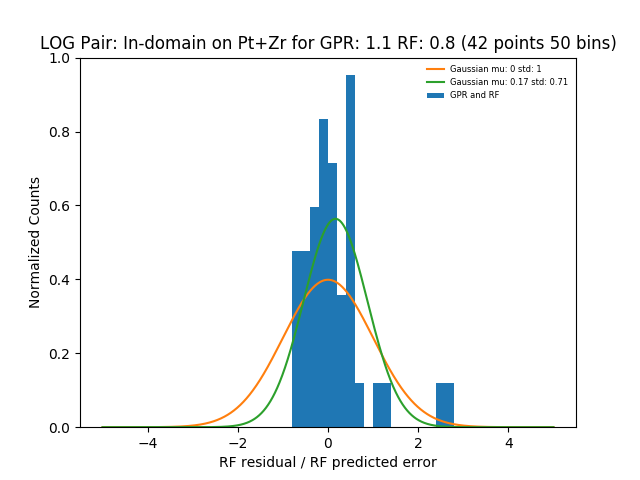 LOG Pair: In-domain on Pt+Zr for GPR: 1.1 RF: 0.8 (42 points 50 bins)
Gaussian mu: 0 std: 1
Gaussian mu: 0.17 std: 0.71
GPR and RF
Normalized Counts
1.0
0.8
0.6
0.4
0.2
0.0
−4
−2
0
2
4
RF residual / RF predicted error